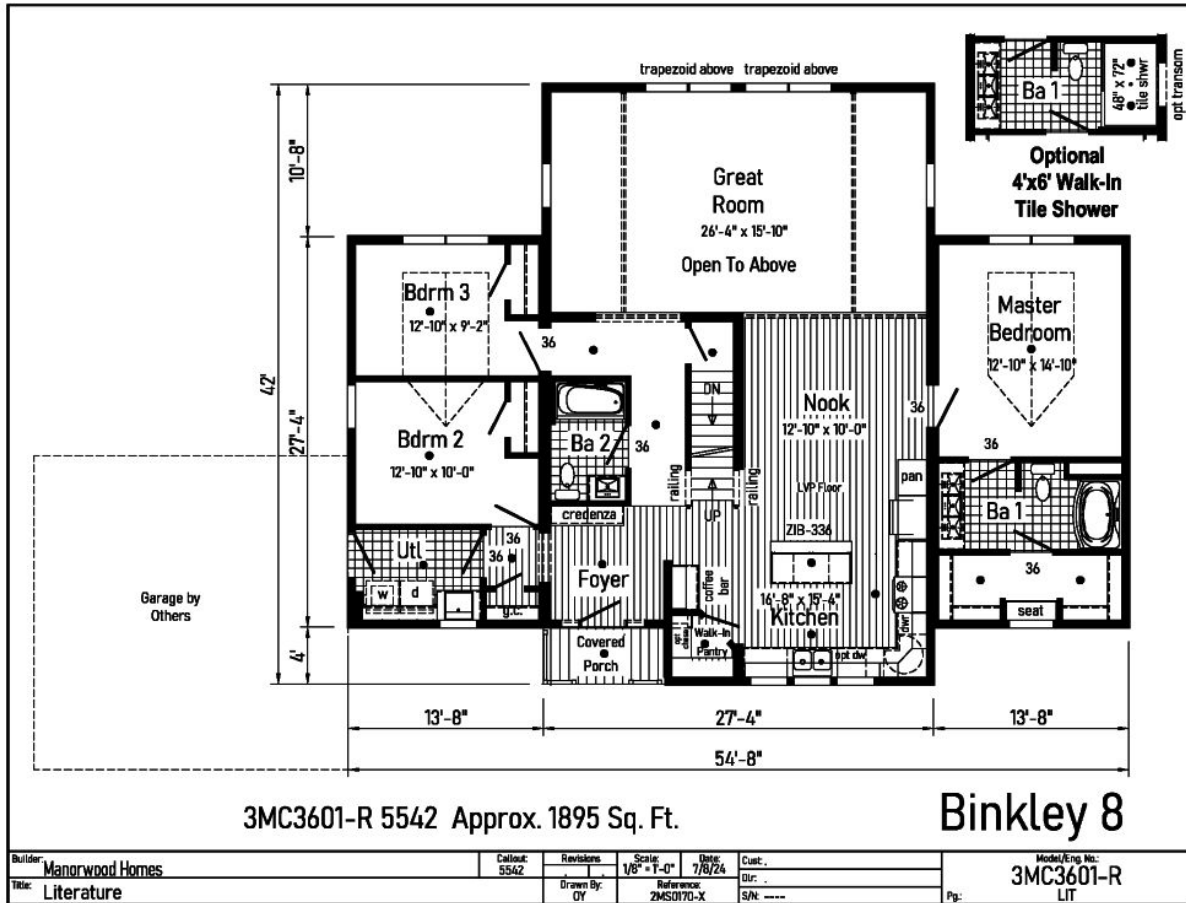 trapezoid above trapezoid above
Ba 1
48" x 72"
tile shwr
opt transom
Optional
4'x6' Walk-In
Tile Shower
10'-8"
42'
27'-4"
4'
Great
Room
26'-4" x 15'-10"
Open To Above
Bdrm 3
12'-10" x 9'-2"
36
Master
Bedroom
12'-10" x 14'-10"
36
36
DN
Nook
12'-10" x 10'-0"
Bdrm 2
12'-10" x 10'-0"
Ba 2
36
railing
railing
LVP Floor
pan
Ba 1
credenza
UP
ZIB-336
Utl
36
36
w
d
g.c.
Foyer
coffee
bar
16'-8" x 15'-4"
Kitchen
dwr
36
seat
Garage by
Others
Covered
Porch
Walk-In
Pantry
opt dw
13'-8"
27'-4"
13'-8"
54'-8"
3MC3601-R 5542 Approx. 1895 Sq. Ft.
Binkley 8
Builder: Manorwood Homes
Callout: 5542
Revisions
Scale: 1/8" = 1'-0"
Date: 7/8/24
Cust.: .
Dlr: .
S/N: ----
Model/Eng. No.: 3MC3601-R
Title: Literature
Drawn By: OY
Reference: 2MS0170-X
Pg.: LIT